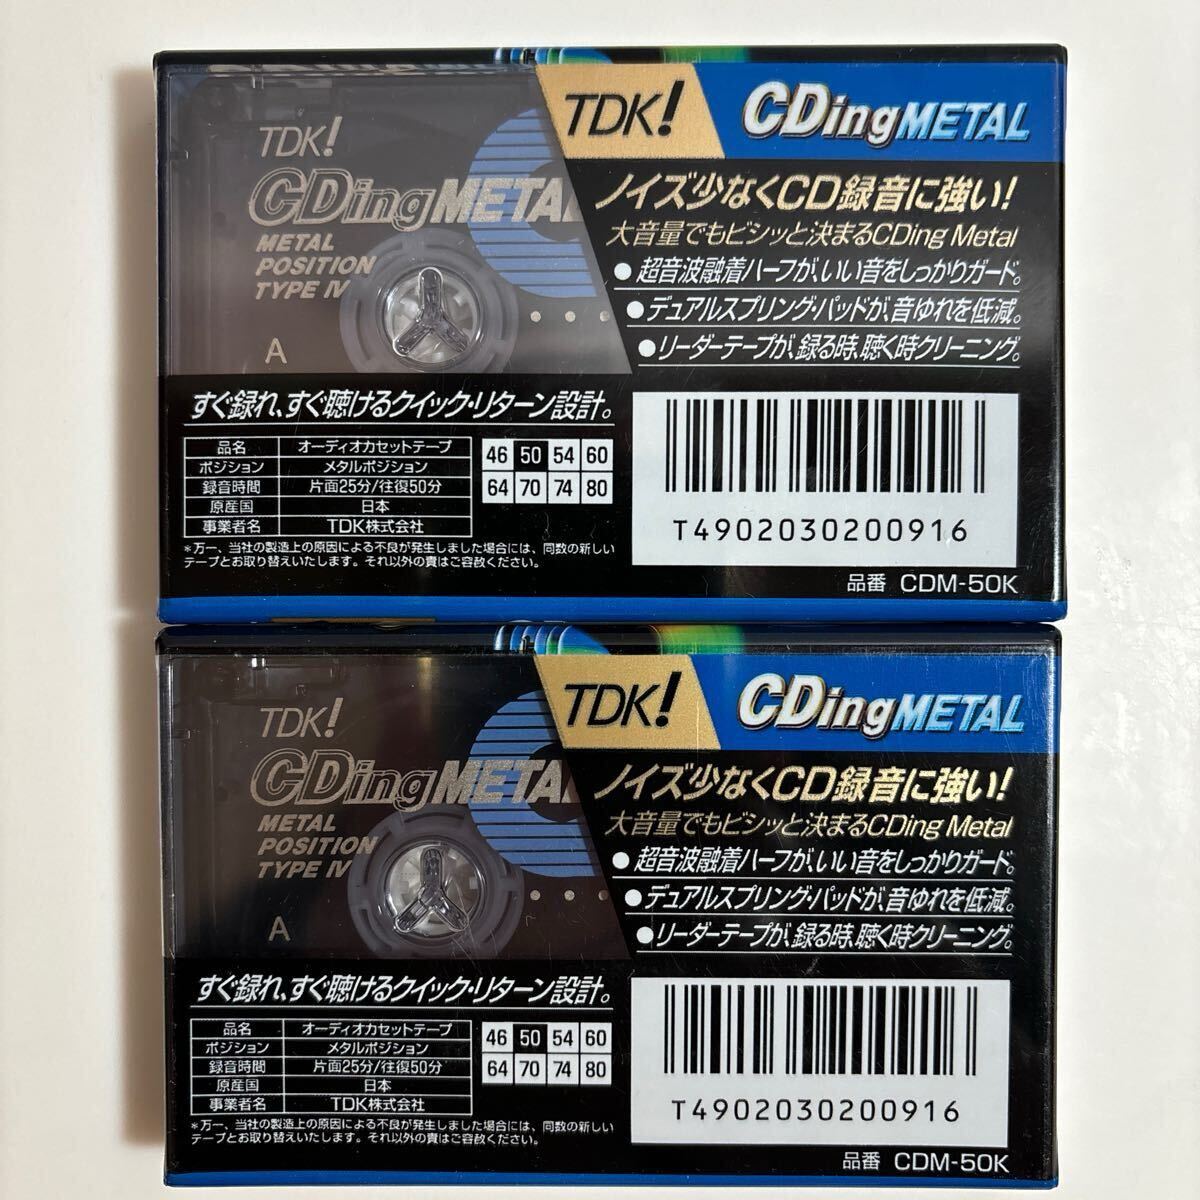 TDK!
CDingMETAL
METAL
POSITION
TYPE IV
A
TDK!
CDingMETAL
ノイズ少なくCD録音に強い!
大音量でもビシッと決まるCDing Metal
●超音波融着ハーフが、いい音をしっかりガード。
●デュアルスプリング・パッドが、音ゆれを低減。
●リーダーテープが、録る時、聴く時クリーニング。
すぐ録れ、すぐ聴けるクイック・リターン設計。
品名 オーディオカセットテープ
ポジション メタルポジション
録音時間 片面25分/往復50分
原産国 日本
事業者名 TDK株式会社
46 50 54 60
64 70 74 80
*万一、当社の製造上の原因による不良が発生しました場合には、同数の新しい
テープとお取り替えいたします。それ以外の責はご容赦ください。
T4902030200916
品番 CDM-50K
TDK!
CDingMETAL
METAL
POSITION
TYPE IV
A
TDK!
CDingMETAL
ノイズ少なくCD録音に強い!
大音量でもビシッと決まるCDing Metal
●超音波融着ハーフが、いい音をしっかりガード。
●デュアルスプリング・パッドが、音ゆれを低減。
●リーダーテープが、録る時、聴く時クリーニング。
すぐ録れ、すぐ聴けるクイック・リターン設計。
品名 オーディオカセットテープ
ポジション メタルポジション
録音時間 片面25分/往復50分
原産国 日本
事業者名 TDK株式会社
46 50 54 60
64 70 74 80
*万一、当社の製造上の原因による不良が発生しました場合には、同数の新しい
テープとお取り替えいたします。それ以外の責はご容赦ください。
T4902030200916
品番 CDM-50K